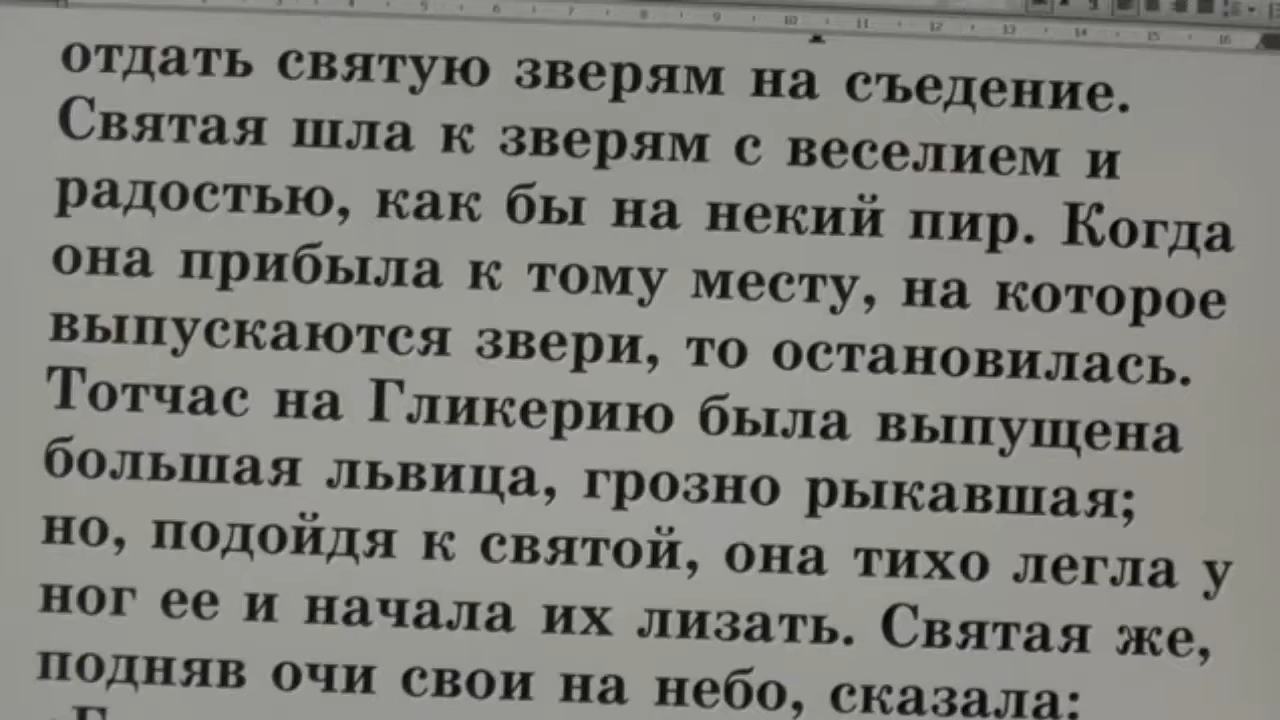 отдать святую зверям на съедение.
Святая шла к зверям с веселием и
радостью, как бы на некий пир. Когда
она прибыла к тому месту, на которое
выпускаются звери, то остановилась.
Тотчас на Гликерию была выпущена
большая львица, грозно рыкавшая;
но, подойдя к святой, она тихо легла у
ног ее и начала их лизать. Святая же,
подняв очи свои на небо, сказала: